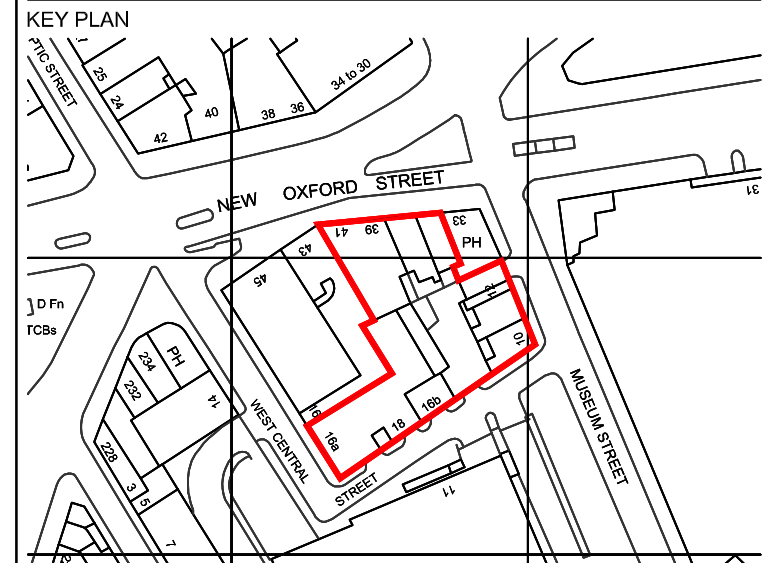 KEY PLAN
PTIC STREET
25
24
42
40
38
36
34 to 30
NEW OXFORD STREET
31
33
PH
39
41
43
45
D Fn
TCBs
12
10
PH
234
232
14
228
3
5
7
16
16a
18
16b
WEST CENTRAL
STREET
11
MUSEUM STREET